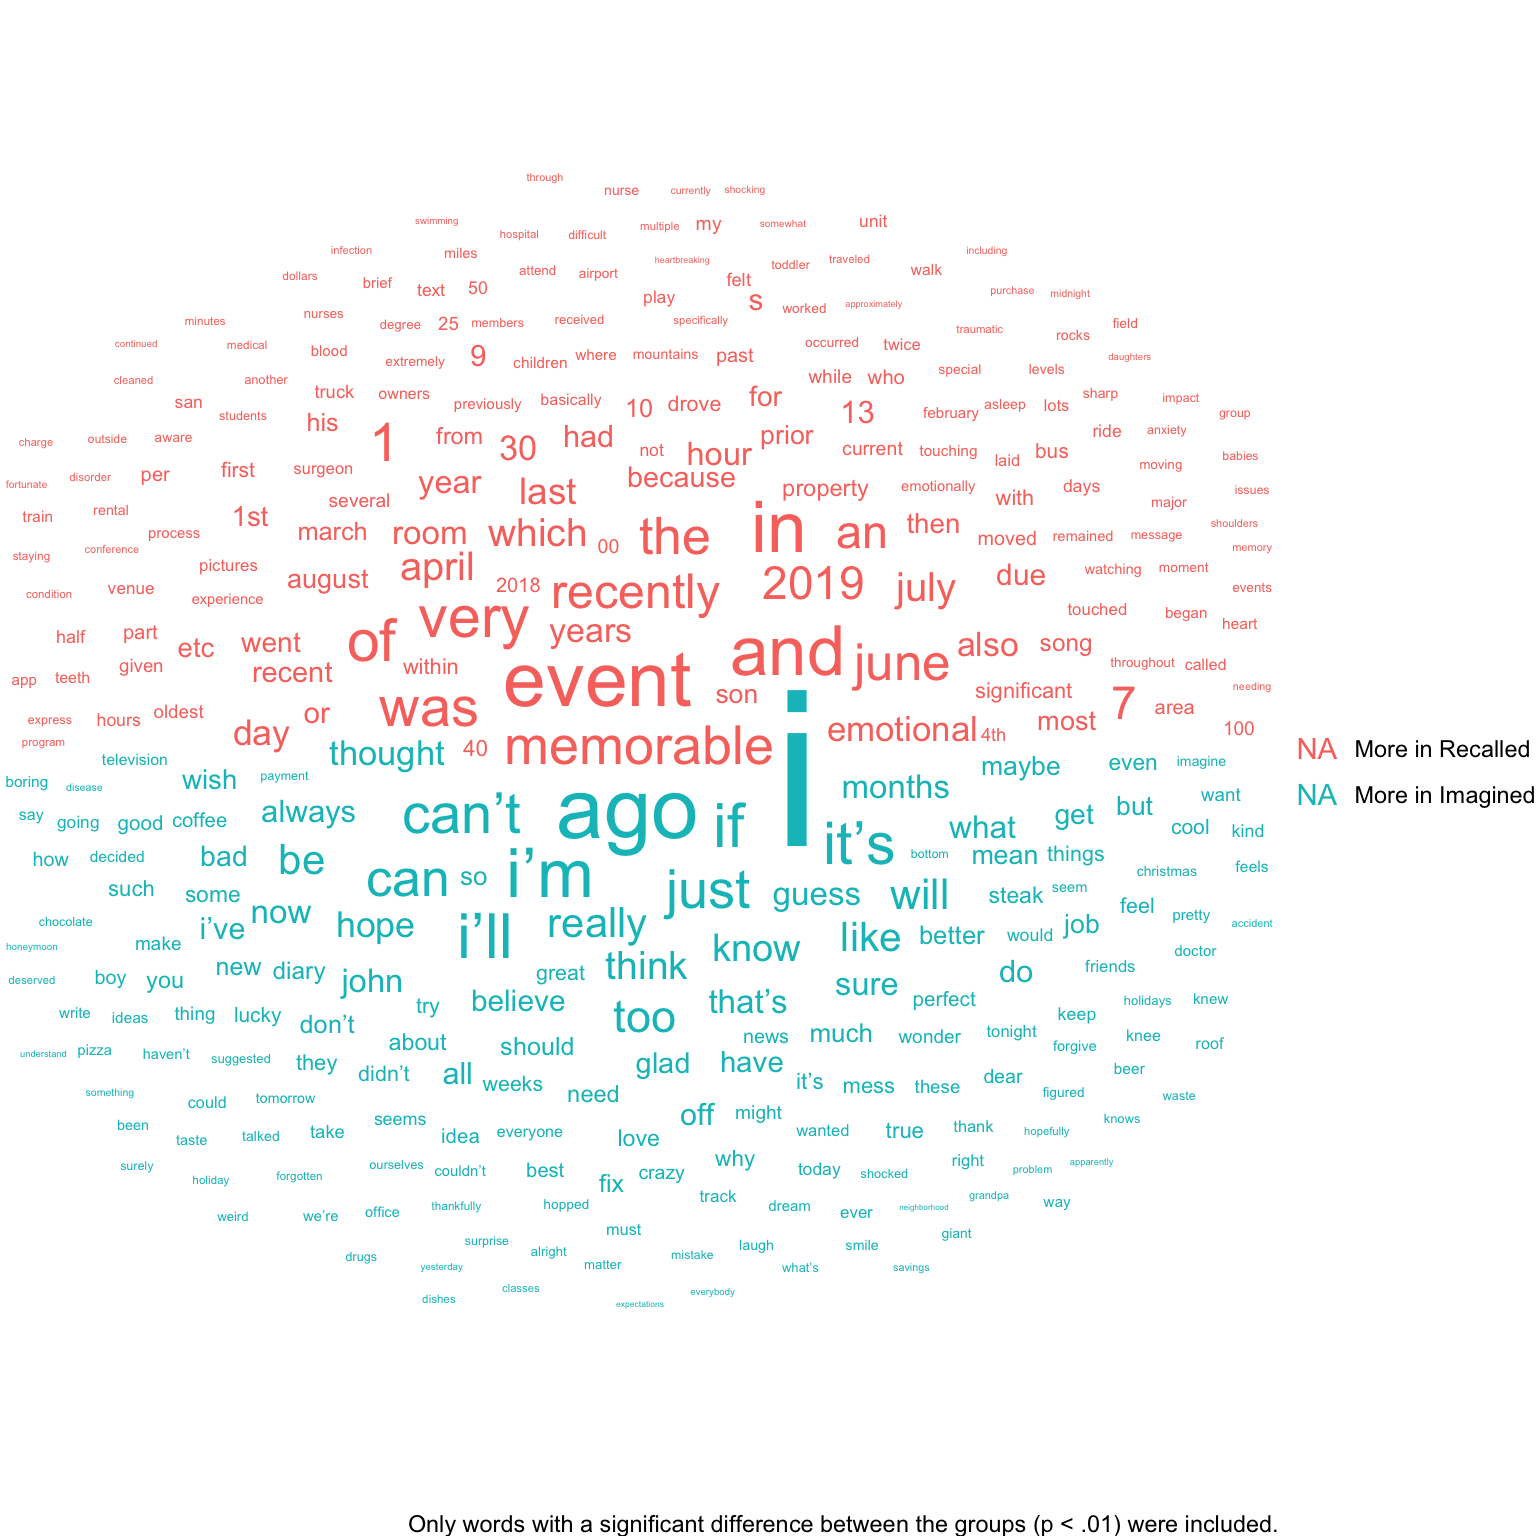 through
nurse currently shocking
swimming multiple my somewhat unit
hospital difficult
infection miles including
heartbreaking toddler traveled
dollars brief attend airport felt walk
text 50 play s worked approximately purchase midnight
minutes nurses degree 25 members received specifically traumatic field
continued medical blood extremely 9 children where mountains past occurred twice rocks daughters
cleaned another truck owners while who special levels
san students previously basically 10 drove for 13 february asleep lots sharp impact group
his 1 from 30 had not hour prior current touching laid bus ride anxiety
charge outside aware
fortunate disorder per first surgeon year last because property emotionally with days moving babies issues
train rental several 1st major
process march room which 00 the in an then moved remained message shoulders
staying conference memory
pictures august april 2018 recently 2019 july due watching moment events
condition venue experience touched began heart
half part etc went of very years and june also song throughout called
app teeth given recent within event son significant needing
express hours oldest or was 7 area
program day 40 memorable emotional 4th most 100
NA More in Recalled
television thought maybe even imagine
boring disease wish payment months want
NA More in Imagined
say going good coffee always can’t ago if i it’s what get but cool kind
how decided bad be i’m bottom mean things christmas feels
such some can so just guess will steak seem feel pretty accident
chocolate i’ve now hope i’ll really know like better would job
honeymoon make doctor
deserved boy you new diary john great think sure do friends
write ideas thing lucky don’t try believe too that’s perfect keep holidays knew
understand pizza haven’t suggested they about should news much wonder tonight forgive knee roof
something didn’t all weeks need glad have it’s mess these dear figured beer waste
been could tomorrow seems off might wanted true thank hopefully knows
taste talked take idea everyone love
surely holiday forgotten ourselves couldn’t best fix crazy why today shocked right problem apparently
weird we’re office thankfully hopped track dream ever neighborhood grandpa way
drugs surprise alright must mistake laugh smile giant
yesterday matter what’s savings
dishes classes expectations everybody
Only words with a significant difference between the groups (p < .01) were included.